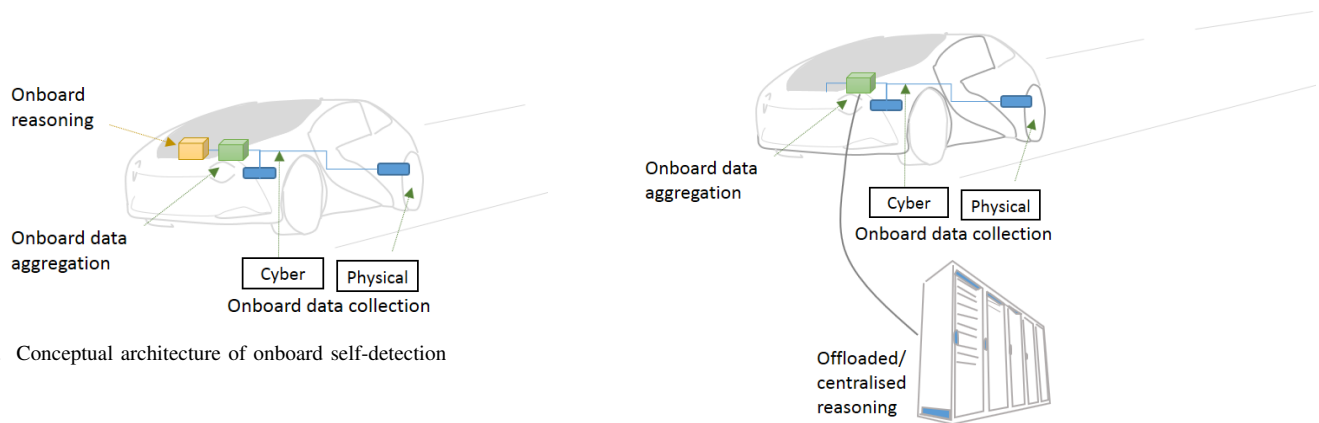 Onboard
reasoning
Onboard data
aggregation
Cyber
Physical
Onboard data collection
Conceptual architecture of onboard self-detection
Onboard data
aggregation
Cyber
Physical
Onboard data collection
Offloaded/
centralised
reasoning